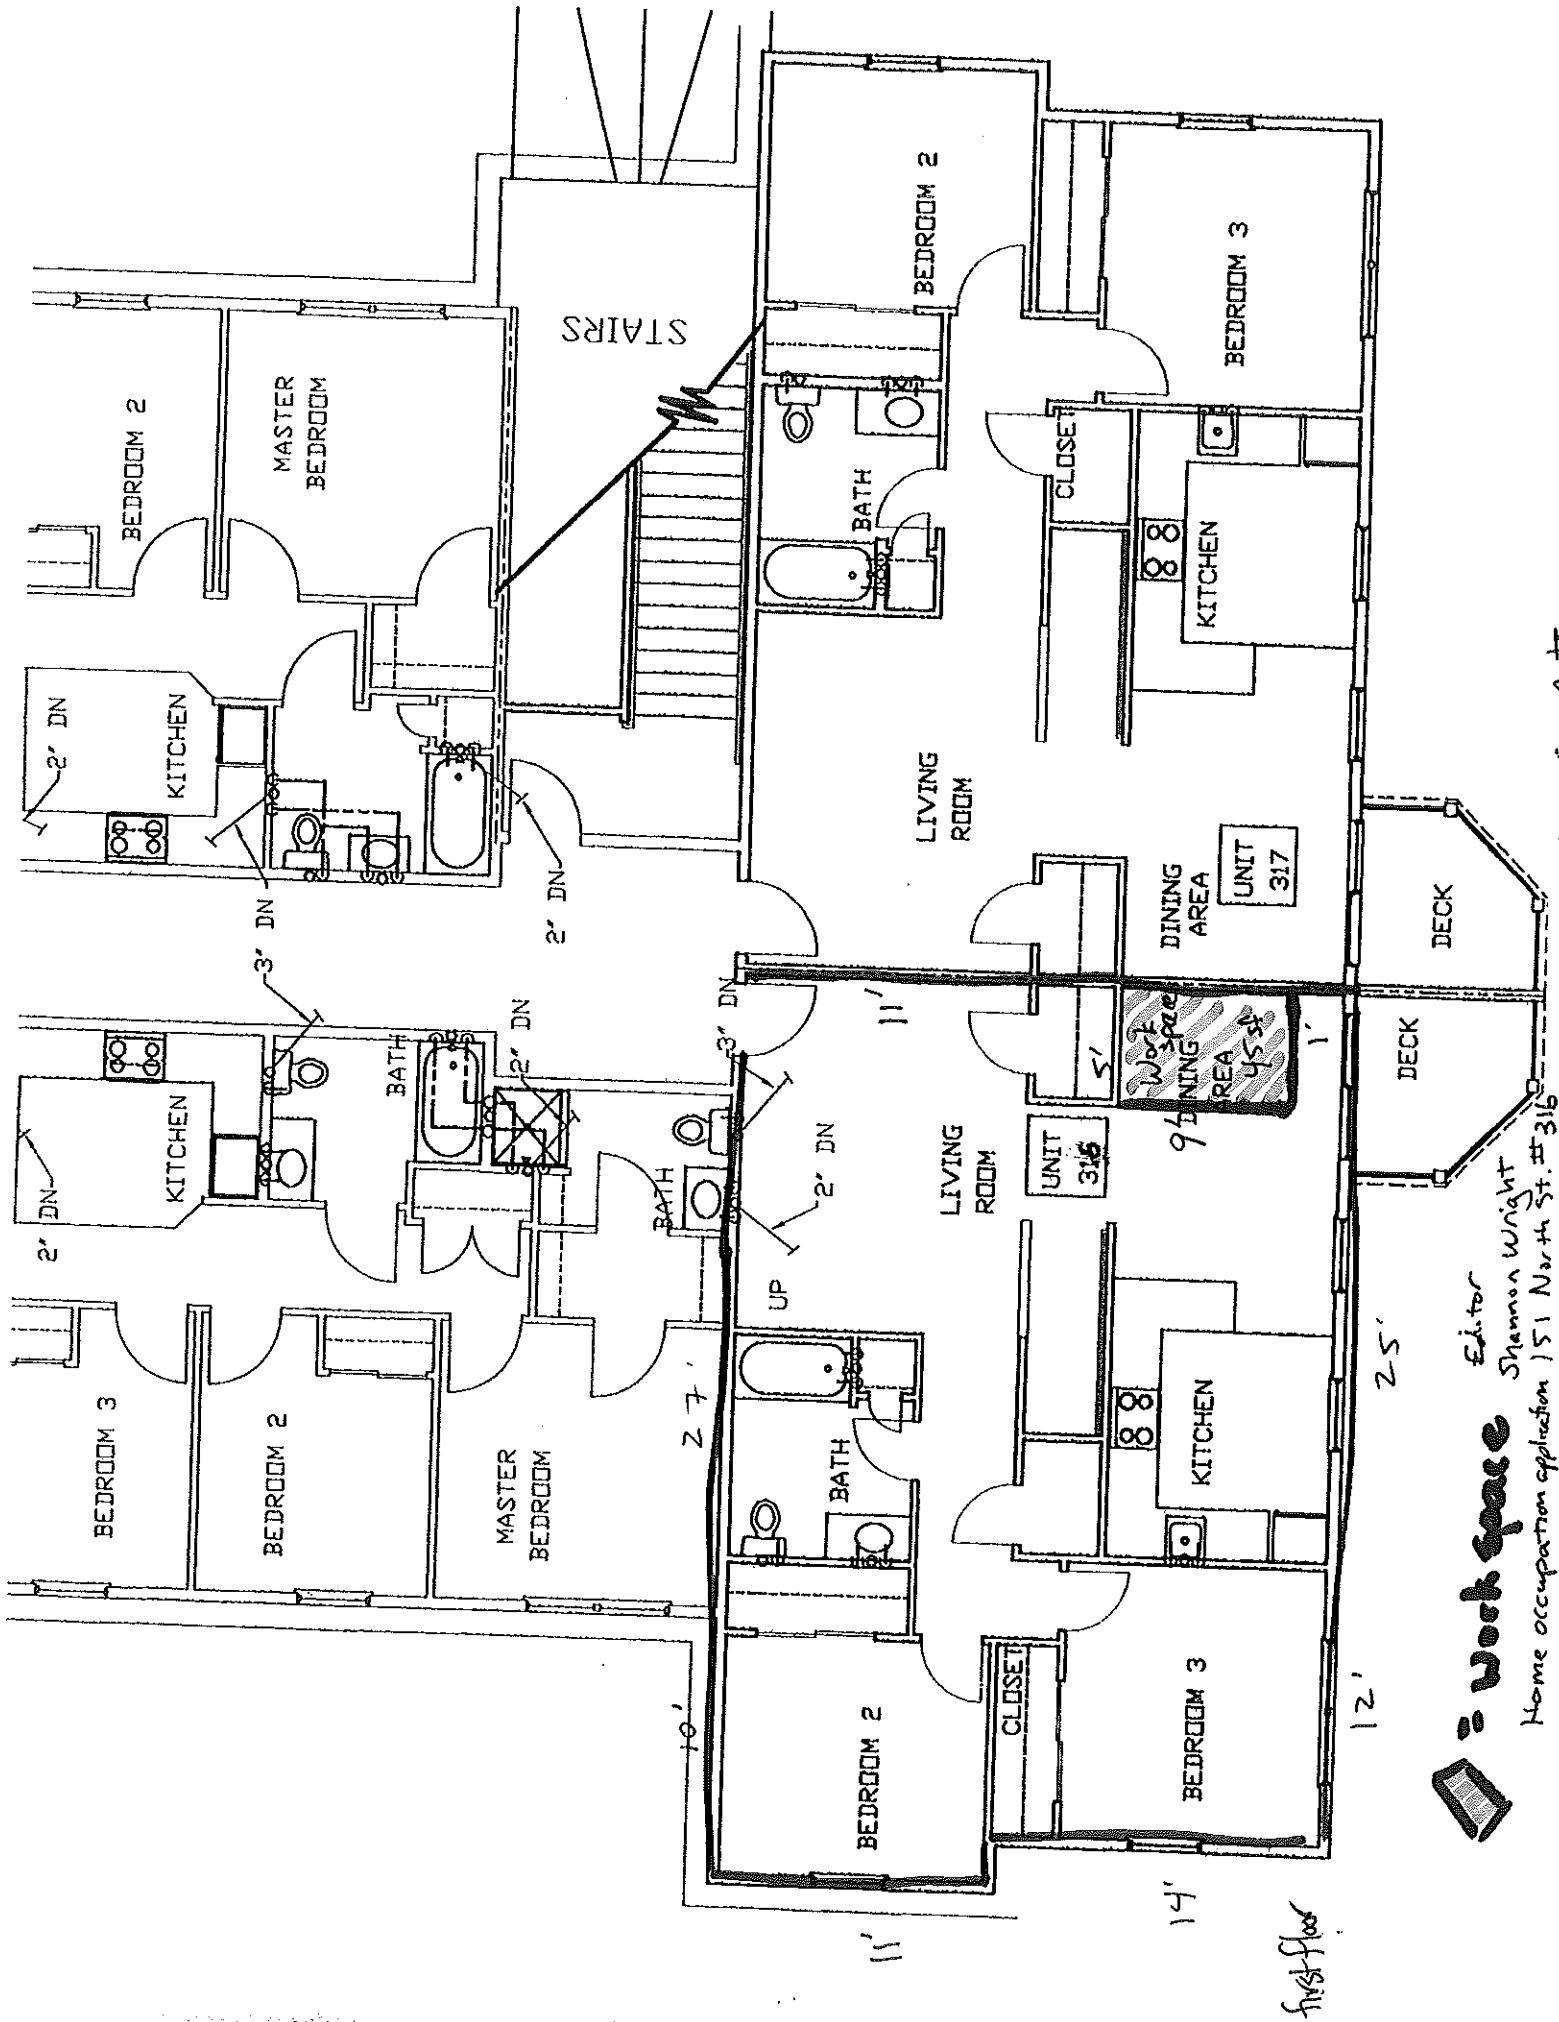 2" DN
2" DN
KITCHEN
KITCHEN
BEDROOM 3
BEDROOM 2
3" DN
BEDROOM 2
MASTER
BEDROOM
BATH
2" DN
2" DN
MASTER
BEDROOM
BATH
STAIRS
3" DN
2" DN
UP
27'
10'
11'
BEDROOM 2
BATH
LIVING
ROOM
11'
LIVING
ROOM
BATH
BEDROOM 2
CLOSET
UNIT
316
5'
CLOSET
14'
BEDROOM 3
KITCHEN
9'
Work
space
DINING
AREA
45 sf
1'
DINING
AREA
UNIT
317
KITCHEN
BEDROOM 3
12'
25'
DECK
DECK
first floor
= work space
Editor
Shannon Wright
Home occupation application 151 North St. #316